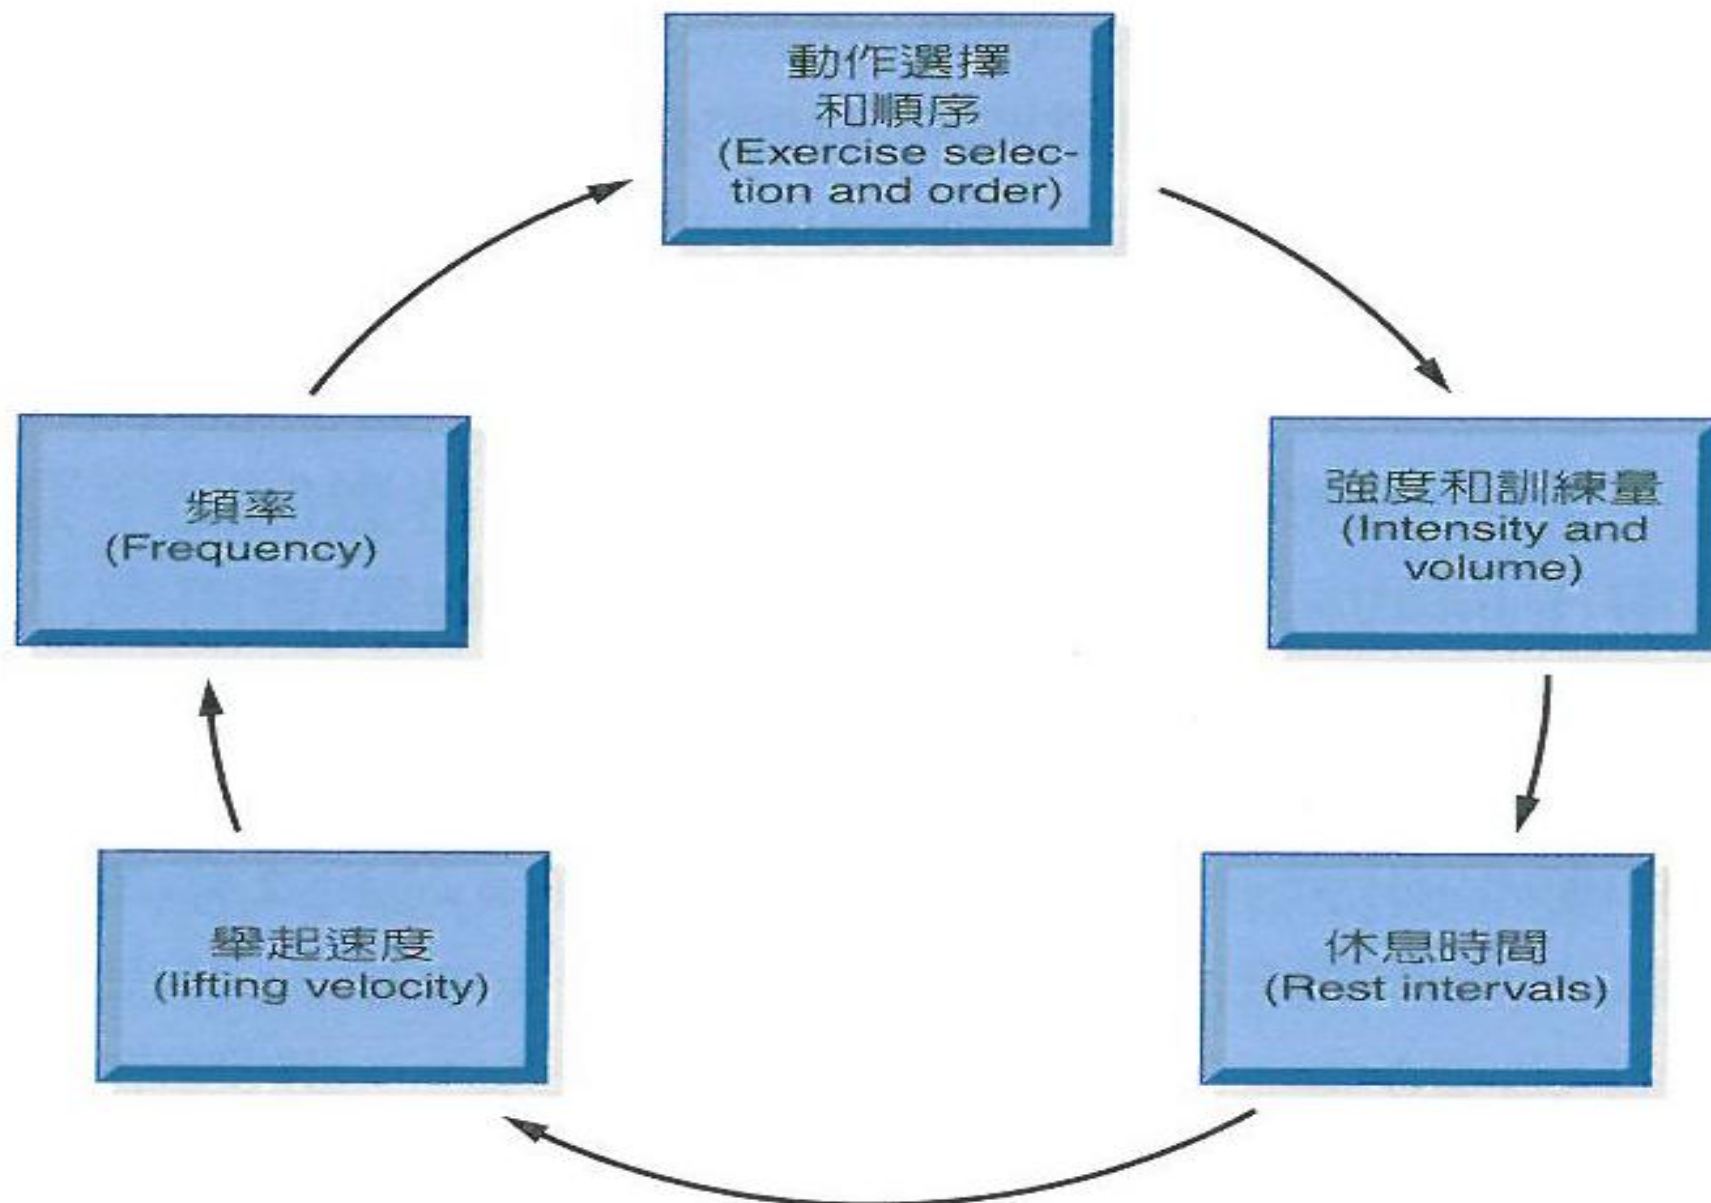 動作選擇
和順序
(Exercise selec-
tion and order)
強度和訓練量
(Intensity and
volume)
休息時間
(Rest intervals)
舉起速度
(lifting velocity)
頻率
(Frequency)